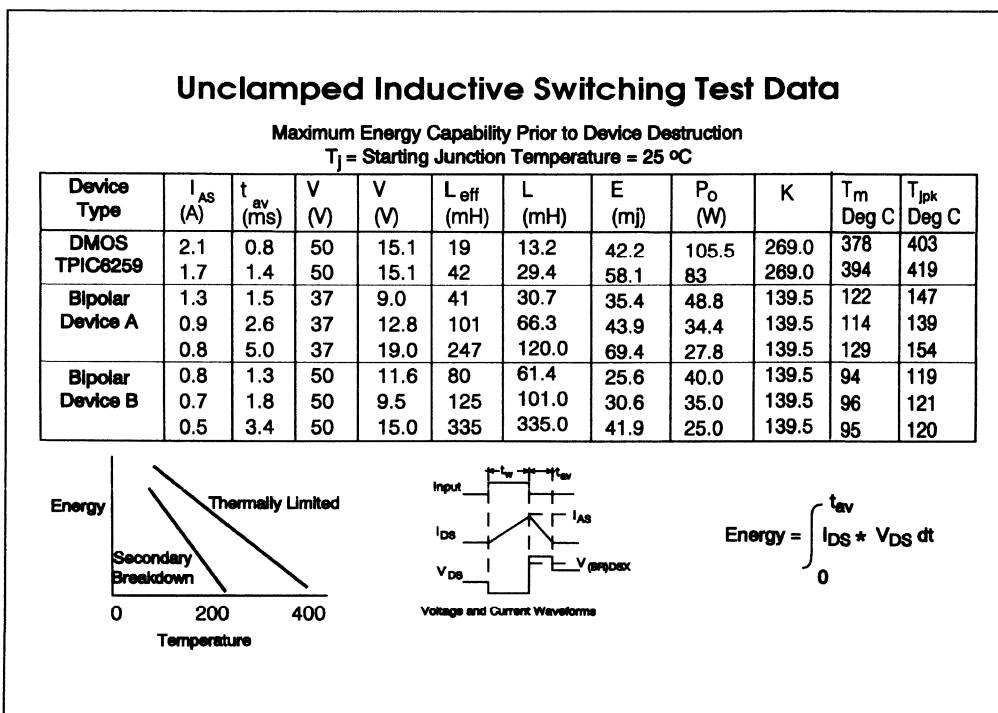 Unclamped Inductive Switching Test Data
Maximum Energy Capability Prior to Device Destruction
Tj = Starting Junction Temperature = 25 ºC
Device Type | IAS (A) | tav (ms) | V (V) | V (V) | Leff (mH) | L (mH) | E (mj) | PO (W) | K | Tm Deg C | Tjpk Deg C
DMOS TPIC6259 | 2.1 | 0.8 | 50 | 15.1 | 19 | 13.2 | 42.2 | 105.5 | 269.0 | 378 | 403
1.7 | 1.4 | 50 | 15.1 | 42 | 29.4 | 58.1 | 83 | 269.0 | 394 | 419
Bipolar Device A | 1.3 | 1.5 | 37 | 9.0 | 41 | 30.7 | 35.4 | 48.8 | 139.5 | 122 | 147
0.9 | 2.6 | 37 | 12.8 | 101 | 66.3 | 43.9 | 34.4 | 139.5 | 114 | 139
0.8 | 5.0 | 37 | 19.0 | 247 | 120.0 | 69.4 | 27.8 | 139.5 | 129 | 154
Bipolar Device B | 0.8 | 1.3 | 50 | 11.6 | 80 | 61.4 | 25.6 | 40.0 | 139.5 | 94 | 119
0.7 | 1.8 | 50 | 9.5 | 125 | 101.0 | 30.6 | 35.0 | 139.5 | 96 | 121
0.5 | 3.4 | 50 | 15.0 | 335 | 335.0 | 41.9 | 25.0 | 139.5 | 95 | 120
Energy
Thermally Limited
Secondary
Breakdown
0 200 400
Temperature
tw tav
Input
IAS
IDS
V(BR)DSX
VDS
Voltage and Current Waveforms
tav
Energy = ∫ IDS * VDS dt
0